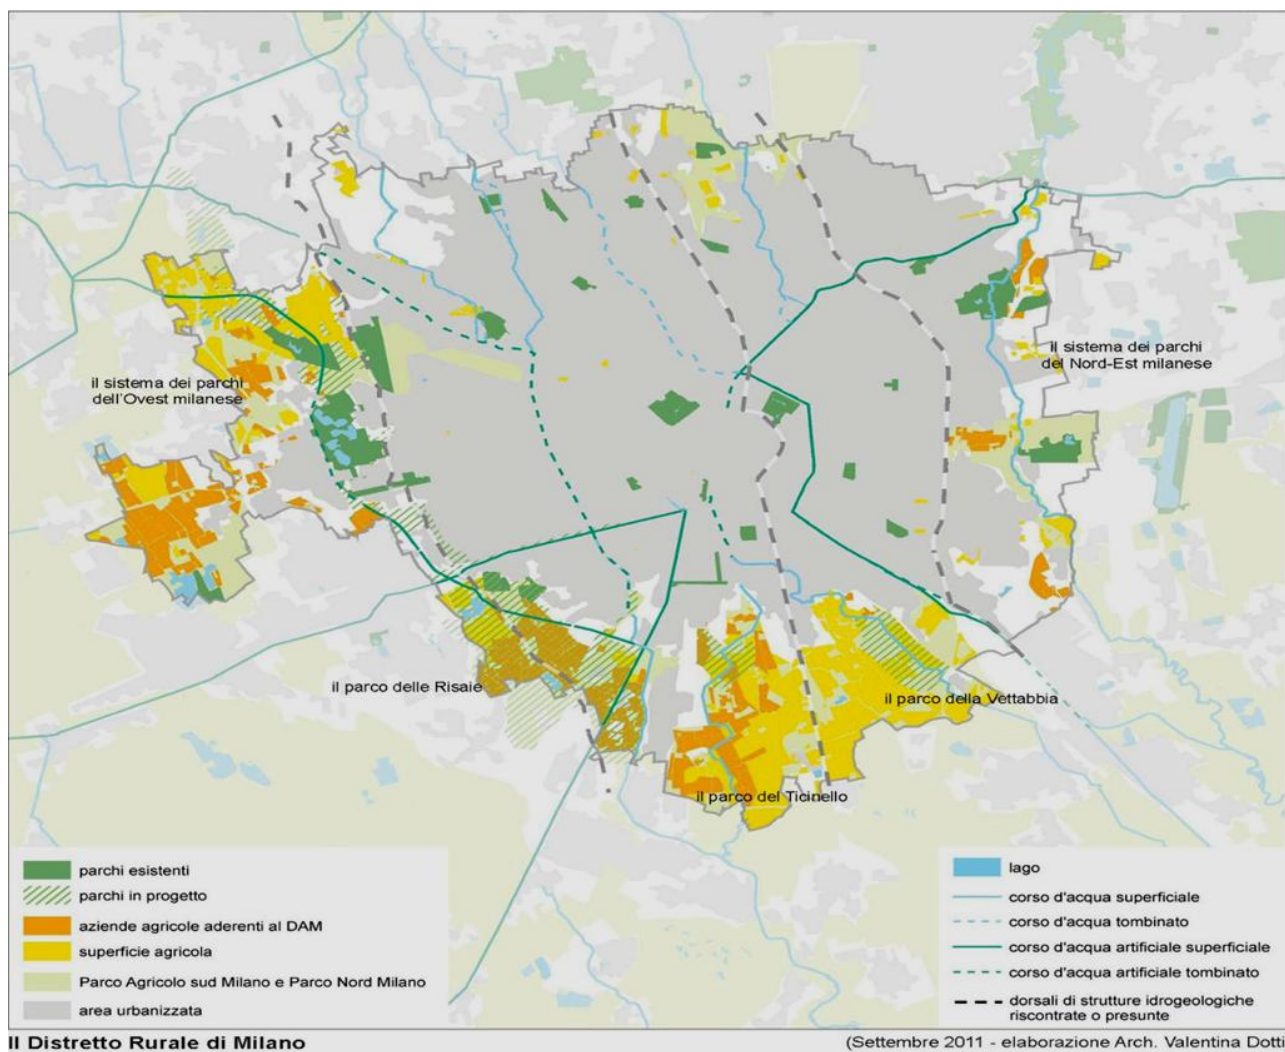 il sistema dei parchi
dell'Ovest milanese
il sistema dei parchi
del Nord-Est milanese
il parco delle Risaie
il parco della Vettabbia
il parco del Ticinello
parchi esistenti
parchi in progetto
aziende agricole aderenti al DAM
superficie agricola
Parco Agricolo sud Milano e Parco Nord Milano
area urbanizzata
lago
corso d'acqua superficiale
corso d'acqua tombinato
corso d'acqua artificiale superficiale
corso d'acqua artificiale tombinato
dorsali di strutture idrogeologiche
riscontrate o presunte
Il Distretto Rurale di Milano
(Settembre 2011 - elaborazione Arch. Valentina Dotti